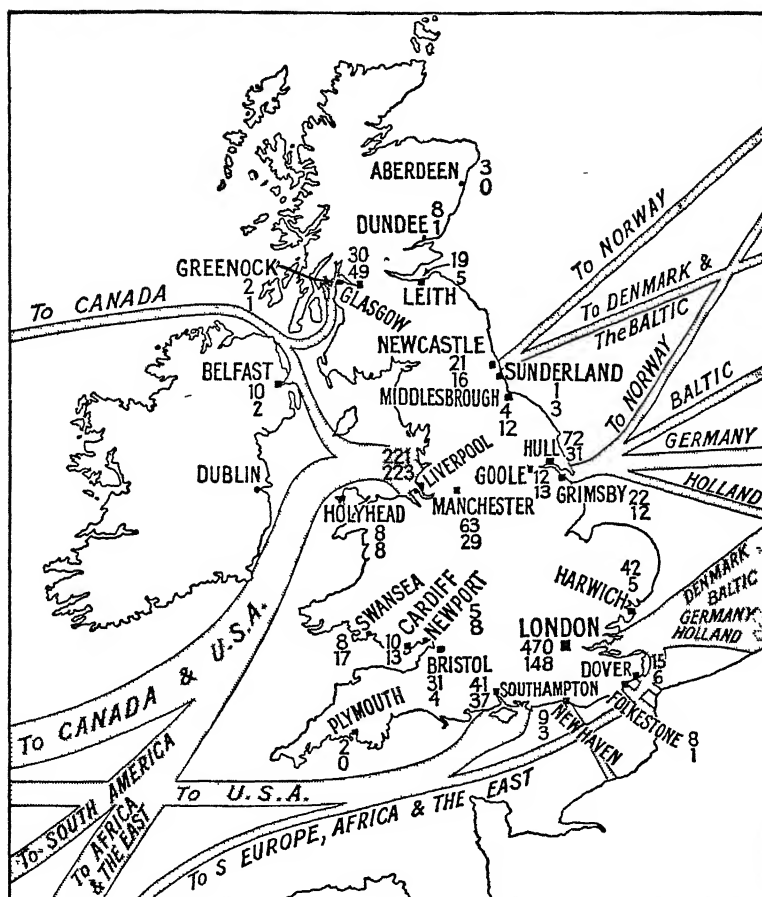 ABERDEEN
3
0
DUNDEE
8
1
TO NORWAY
GREENOCK
2
1
30
49
GLASGOW
19
5
LEITH
TO CANADA
TO DENMARK &
The BALTIC
NEWCASTLE
21
16
SUNDERLAND
1
3
BELFAST
10
2
MIDDLESBROUGH
4
12
TO NORWAY
BALTIC
GERMANY
HOLLAND
221
223
LIVERPOOL
72
31
HULL
GOOLE
12
13
GRIMSBY
22
12
DUBLIN
HOLYHEAD
8
8
MANCHESTER
63
29
42
5
HARWICH
DENMARK
BALTIC
GERMANY
HOLLAND
SWANSEA
8
17
CARDIFF
10
13
NEWPORT
5
8
LONDON
470
148
BRISTOL
31
4
DOVER
15
6
41
37
SOUTHAMPTON
FOLKESTONE
8
1
PLYMOUTH
2
0
9
3
NEWHAVEN
TO CANADA & U.S.A.
TO U.S.A.
TO SOUTH AMERICA
TO AFRICA
& THE EAST
TO S EUROPE, AFRICA & THE EAST